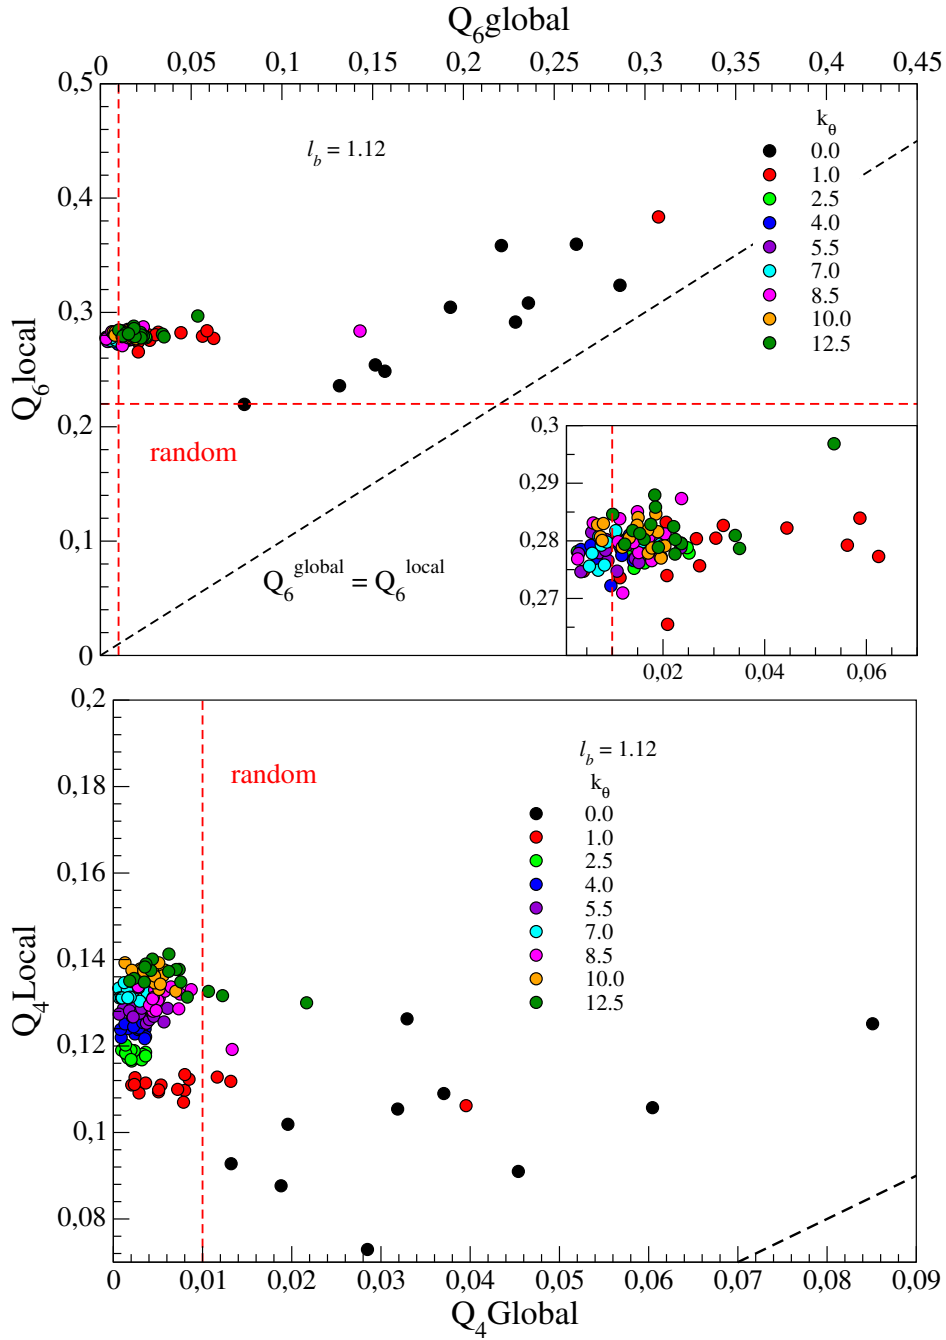 Q6global
0 0,05 0,1 0,15 0,2 0,25 0,3 0,35 0,4 0,45
0,5
0,4
0,3
0,2
0,1
0
Q6local
l_b = 1.12
kθ
0.0
1.0
2.5
4.0
5.5
7.0
8.5
10.0
12.5
random
Q6^global = Q6^local
0,3
0,29
0,28
0,27
0,02 0,04 0,06
0,2
0,18
0,16
0,14
0,12
0,1
0,08
Q4Local
random
l_b = 1.12
kθ
0.0
1.0
2.5
4.0
5.5
7.0
8.5
10.0
12.5
0 0,01 0,02 0,03 0,04 0,05 0,06 0,07 0,08 0,09
Q4Global